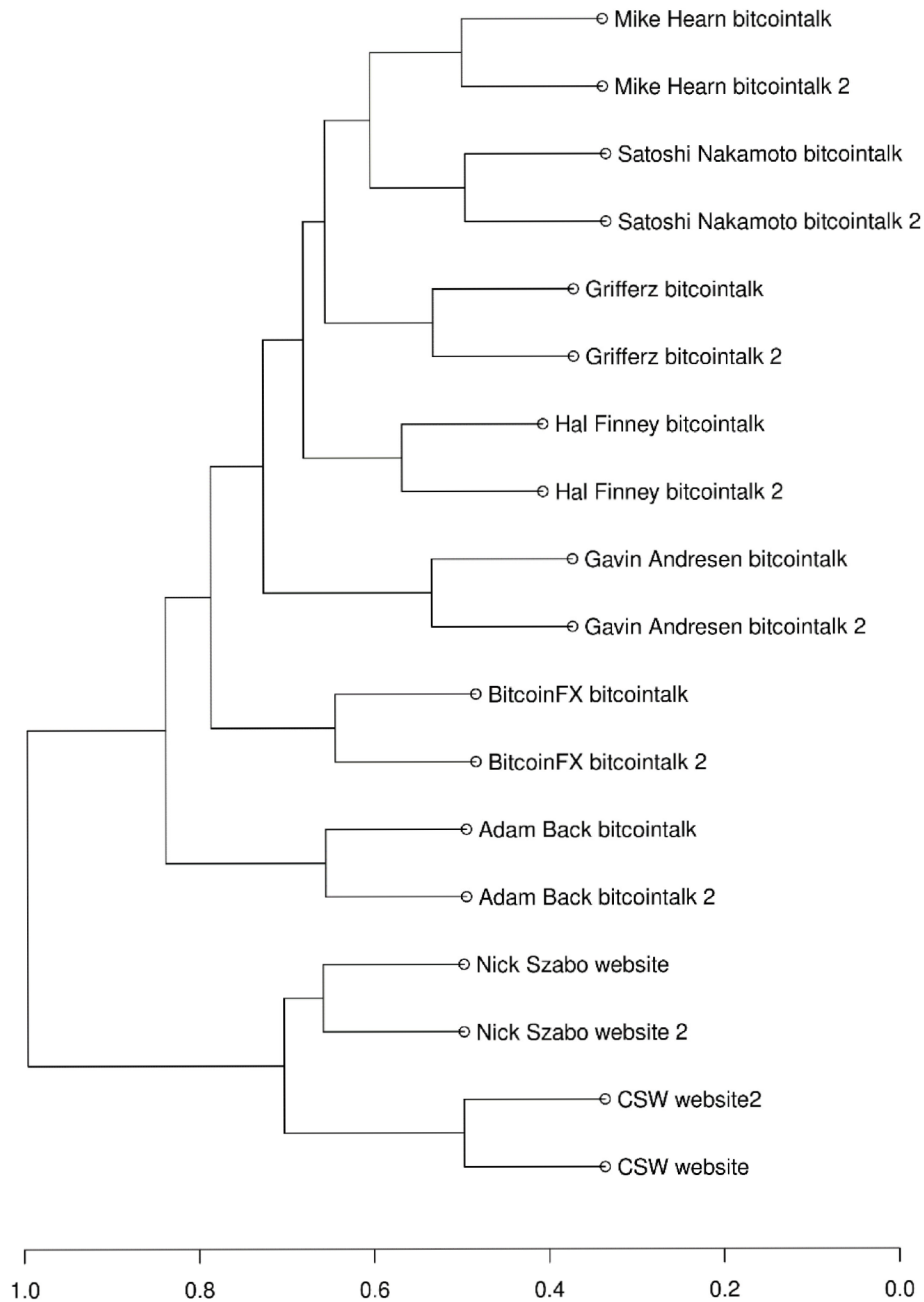 Mike Hearn bitcointalk
Mike Hearn bitcointalk 2
Satoshi Nakamoto bitcointalk
Satoshi Nakamoto bitcointalk 2
Grifferz bitcointalk
Grifferz bitcointalk 2
Hal Finney bitcointalk
Hal Finney bitcointalk 2
Gavin Andresen bitcointalk
Gavin Andresen bitcointalk 2
BitcoinFX bitcointalk
BitcoinFX bitcointalk 2
Adam Back bitcointalk
Adam Back bitcointalk 2
Nick Szabo website
Nick Szabo website 2
CSW website2
CSW website
1.0 0.8 0.6 0.4 0.2 0.0